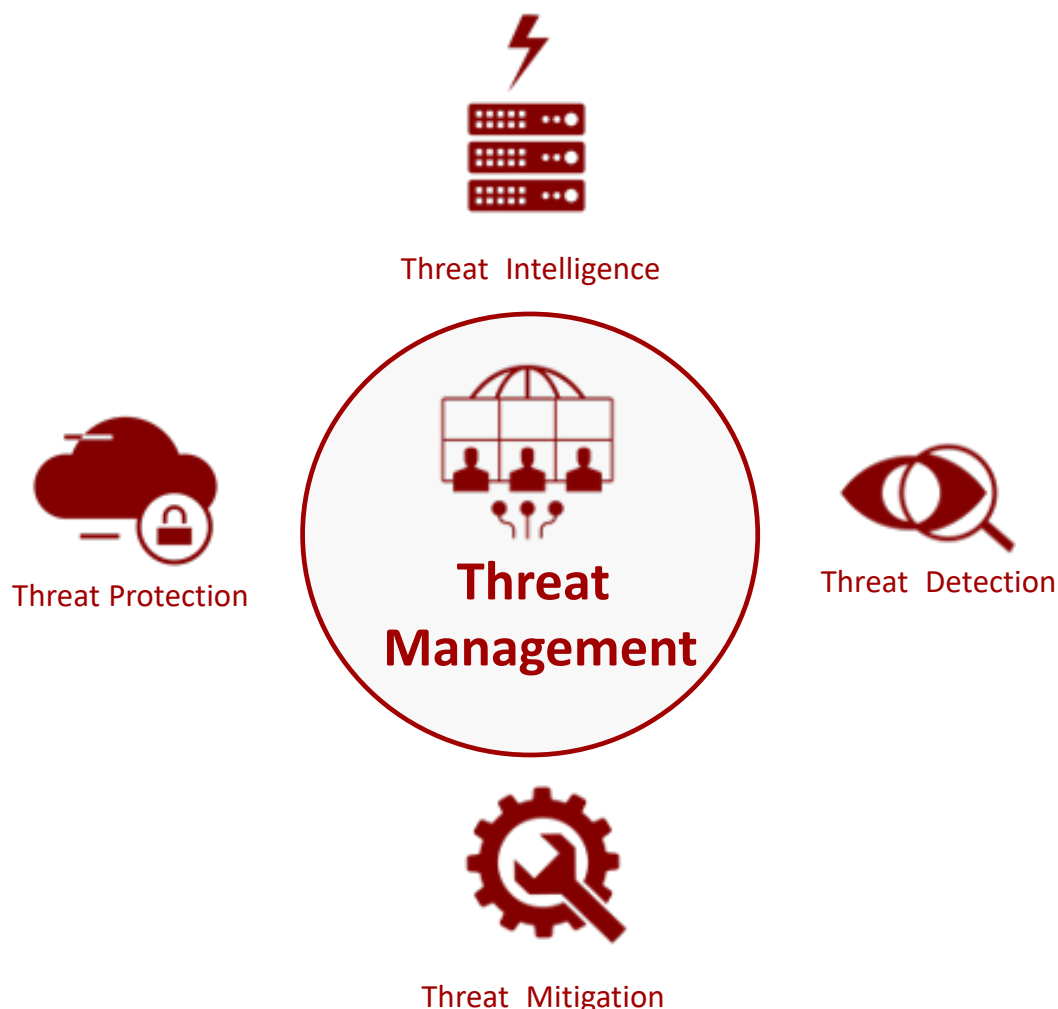 Threat Intelligence
Threat Protection
Threat
Management
Threat Detection
Threat Mitigation